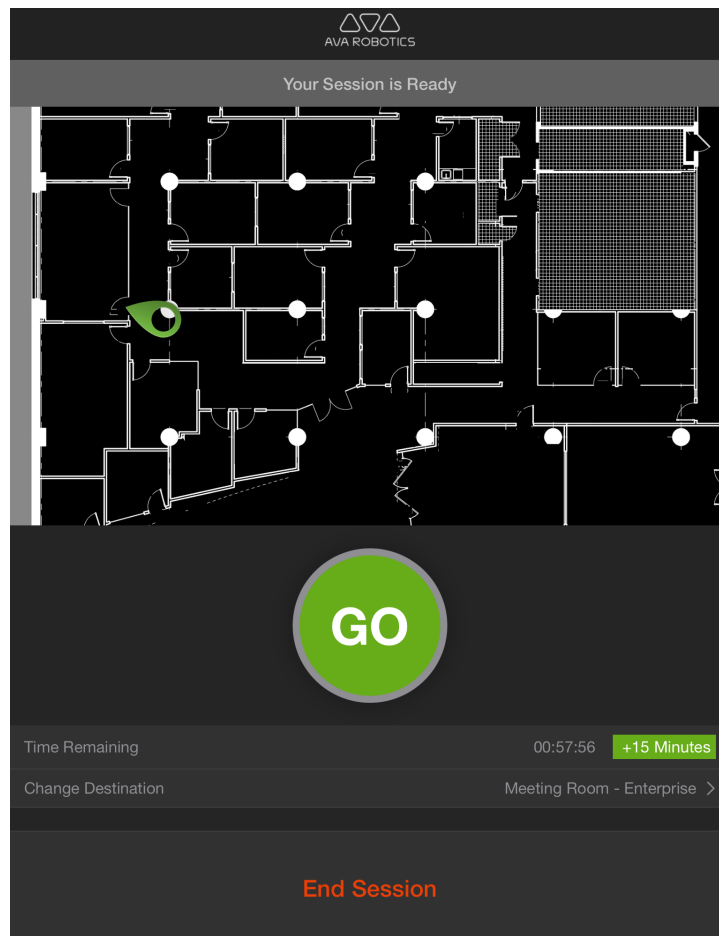 AVA ROBOTICS
Your Session is Ready
GO
Time Remaining 00:57:56 +15 Minutes
Change Destination Meeting Room - Enterprise
End Session